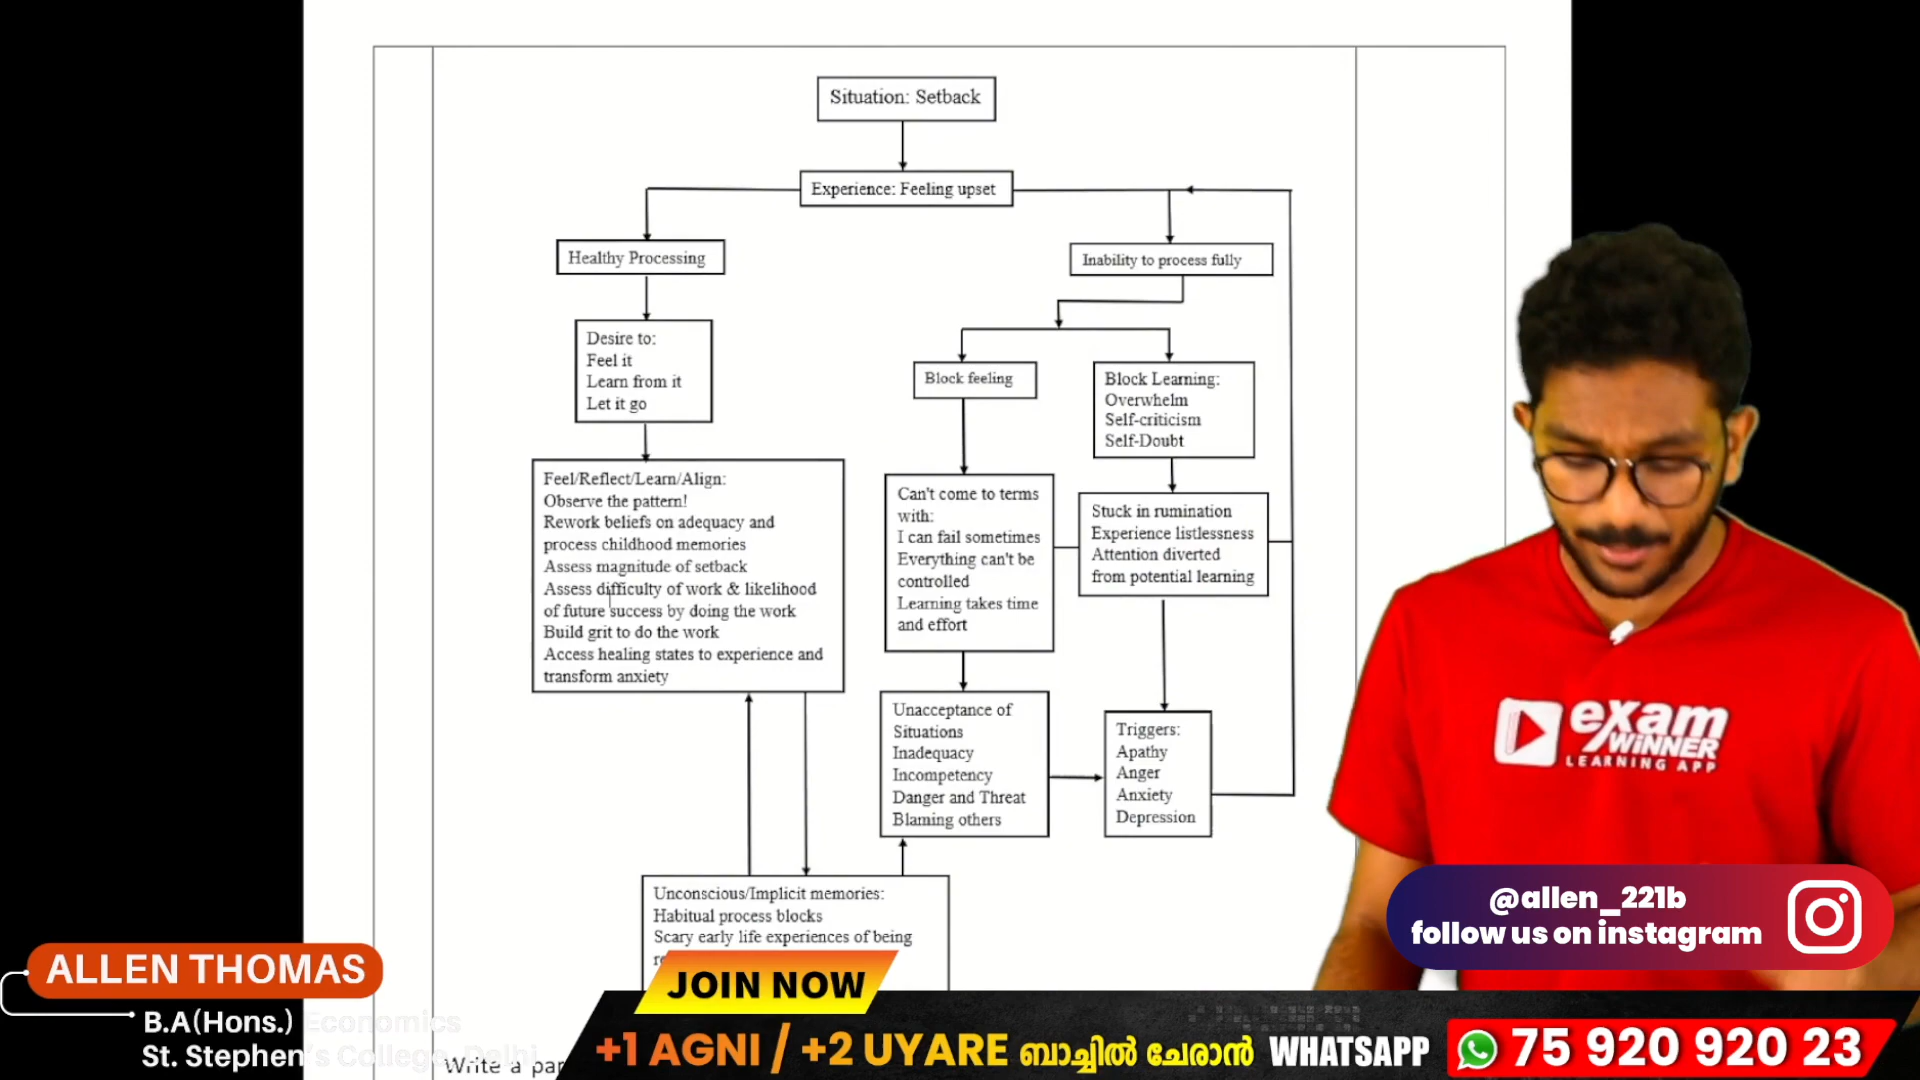 Situation: Setback
Experience: Feeling upset
Healthy Processing
Inability to process fully
Desire to:
Feel it
Learn from it
Let it go
Block feeling
Block Learning:
Overwhelm
Self-criticism
Self-Doubt
Feel/Reflect/Learn/Align:
Observe the pattern!
Rework beliefs on adequacy and
process childhood memories
Assess magnitude of setback
Assess difficulty of work & likelihood
of future success by doing the work
Build grit to do the work
Access healing states to experience and
transform anxiety
Can't come to terms
with:
I can fail sometimes
Everything can't be
controlled
Learning takes time
and effort
Stuck in rumination
Experience listlessness
Attention diverted
from potential learning
Unacceptance of
Situations
Inadequacy
Incompetency
Danger and Threat
Blaming others
Triggers:
Apathy
Anger
Anxiety
Depression
Unconscious/Implicit memories:
Habitual process blocks
Scary early life experiences of being
Write a
exam
WINNER
LEARNING APP
@allen_221b
follow us on instagram
ALLEN THOMAS
B.A(Hons.) Economics
St. Stephen's College, Delhi
JOIN NOW
+1 AGNI / +2 UYARE ബാച്ചിൽ ചേരാൻ WHATSAPP 75 920 920 23